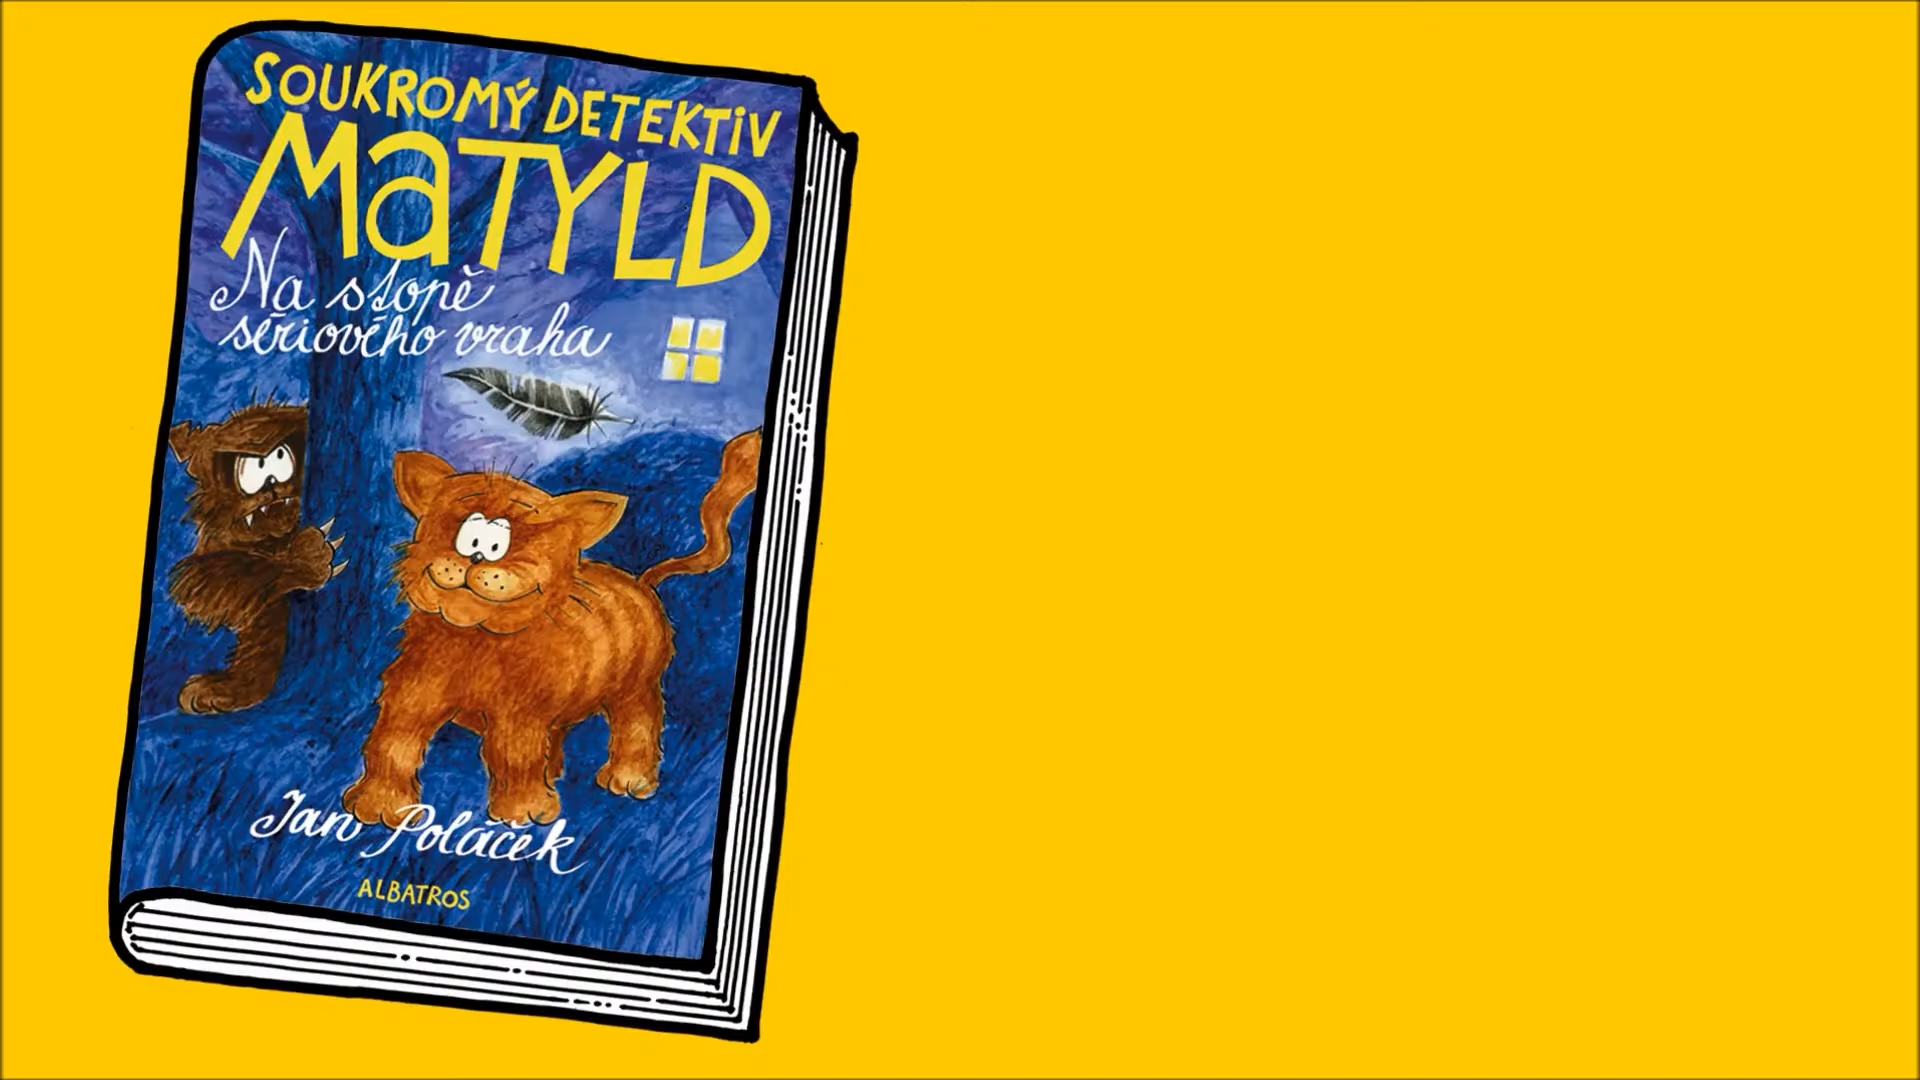 SOUKROMÝ DETEKTIV
MATYLD
Na stopě
sériového vraha
Jan Poláček
ALBATROS